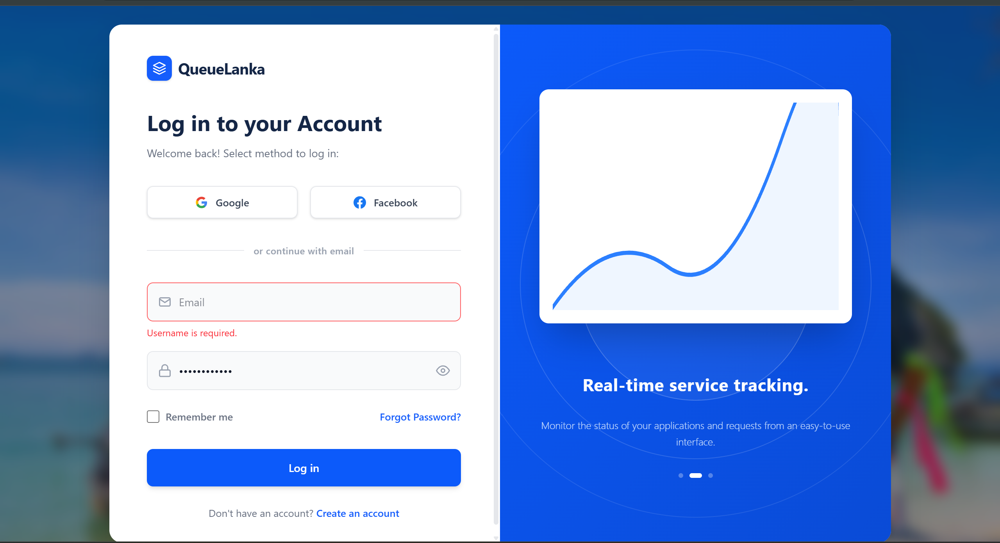 QueueLanka
Log in to your Account
Welcome back! Select method to log in:
Google
Facebook
or continue with email
Email
Username is required.
••••••••••••
Remember me
Forgot Password?
Log in
Don't have an account? Create an account
Real-time service tracking.
Monitor the status of your applications and requests from an easy-to-use
interface.